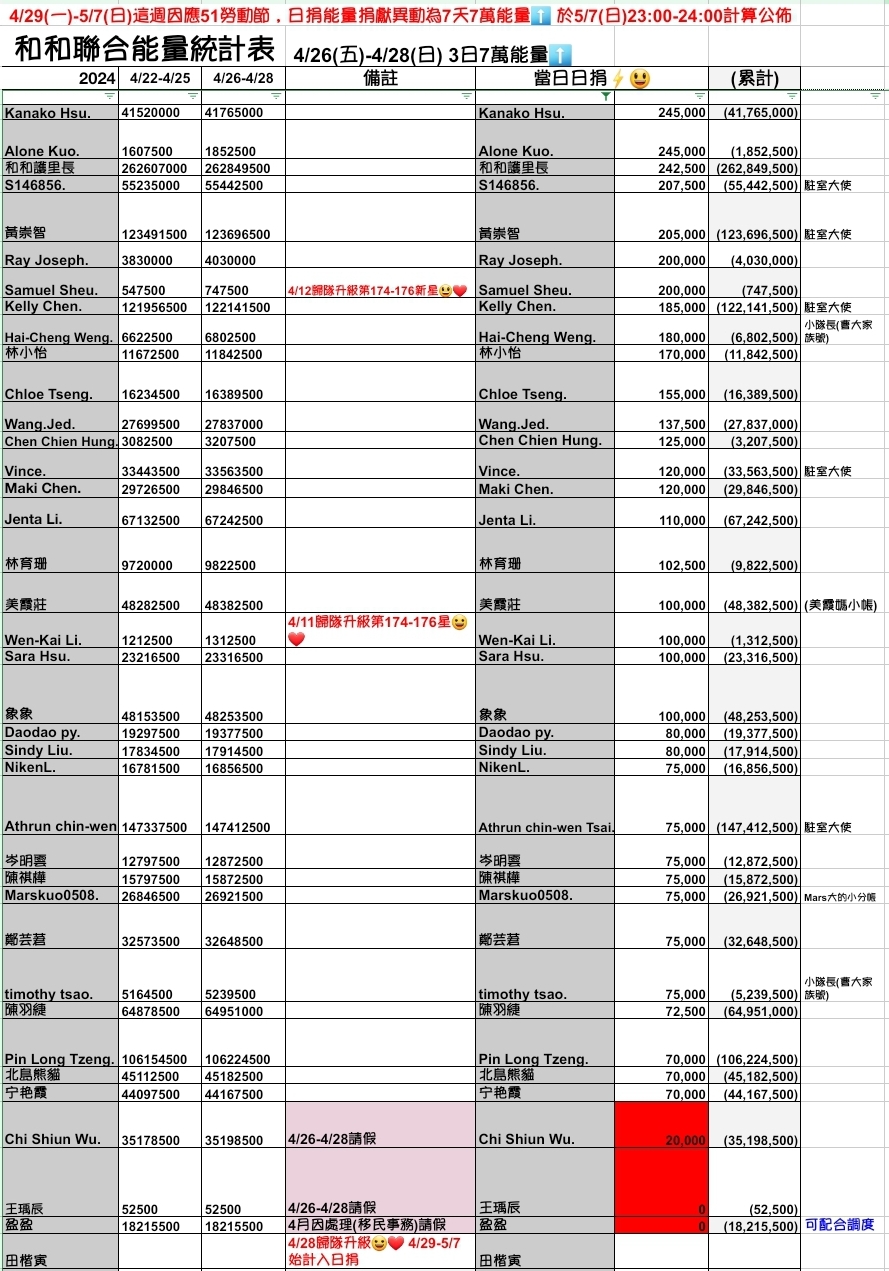 4/29(一)-5/7(日)這週因應51勞動節，日捐能量捐獻異動為7天7萬能量⬆️ 於5/7(日)23:00-24:00計算公佈
和和聯合能量統計表 4/26(五)-4/28(日) 3日7萬能量⬆️
2024 4/22-4/25 4/26-4/28 備註 當日日捐⚡😃 (累計)
Kanako Hsu. 41520000 41765000 Kanako Hsu. 245,000 (41,765,000)
Alone Kuo. 1607500 1852500 Alone Kuo. 245,000 (1,852,500)
和和護里長 262607000 262849500 和和護里長 242,500 (262,849,500)
S146856. 55235000 55442500 S146856. 207,500 (55,442,500) 駐室大使
黃崇智 123491500 123696500 黃崇智 205,000 (123,696,500) 駐室大使
Ray Joseph. 3830000 4030000 Ray Joseph. 200,000 (4,030,000)
Samuel Sheu. 547500 747500 4/12歸隊升級第174-176新星😃❤️ Samuel Sheu. 200,000 (747,500)
Kelly Chen. 121956500 122141500 Kelly Chen. 185,000 (122,141,500) 駐室大使
Hai-Cheng Weng. 6622500 6802500 Hai-Cheng Weng. 180,000 (6,802,500) 小隊長(曹大家
族號)
林小怡 11672500 11842500 林小怡 170,000 (11,842,500)
Chloe Tseng. 16234500 16389500 Chloe Tseng. 155,000 (16,389,500)
Wang.Jed. 27699500 27837000 Wang.Jed. 137,500 (27,837,000)
Chen Chien Hung. 3082500 3207500 Chen Chien Hung. 125,000 (3,207,500)
Vince. 33443500 33563500 Vince. 120,000 (33,563,500) 駐室大使
Maki Chen. 29726500 29846500 Maki Chen. 120,000 (29,846,500)
Jenta Li. 67132500 67242500 Jenta Li. 110,000 (67,242,500)
林育珊 9720000 9822500 林育珊 102,500 (9,822,500)
美霞莊 48282500 48382500 美霞莊 100,000 (48,382,500) (美霞媽小帳)
4/11歸隊升級第174-176星😃
❤️
Wen-Kai Li. 1212500 1312500 Wen-Kai Li. 100,000 (1,312,500)
Sara Hsu. 23216500 23316500 Sara Hsu. 100,000 (23,316,500)
象象 48153500 48253500 象象 100,000 (48,253,500)
Daodao py. 19297500 19377500 Daodao py. 80,000 (19,377,500)
Sindy Liu. 17834500 17914500 Sindy Liu. 80,000 (17,914,500)
NikenL. 16781500 16856500 NikenL. 75,000 (16,856,500)
Athrun chin-wen 147337500 147412500 Athrun chin-wen Tsai. 75,000 (147,412,500) 駐室大使
岑明雲 12797500 12872500 岑明雲 75,000 (12,872,500)
陳祺樺 15797500 15872500 陳祺樺 75,000 (15,872,500)
Marskuo0508. 26846500 26921500 Marskuo0508. 75,000 (26,921,500) Mars大的小分帳
鄭芸莙 32573500 32648500 鄭芸莙 75,000 (32,648,500)
timothy tsao. 5164500 5239500 timothy tsao. 75,000 (5,239,500) 小隊長(曹大家
族號)
陳羽緁 64878500 64951000 陳羽緁 72,500 (64,951,000)
Pin Long Tzeng. 106154500 106224500 Pin Long Tzeng. 70,000 (106,224,500)
北島熊貓 45112500 45182500 北島熊貓 70,000 (45,182,500)
宁艳霞 44097500 44167500 宁艳霞 70,000 (44,167,500)
Chi Shiun Wu. 35178500 35198500 4/26-4/28請假 Chi Shiun Wu. 20,000 (35,198,500)
王瑀辰 52500 52500 4/26-4/28請假 王瑀辰 0 (52,500)
盈盈 18215500 18215500 4月因處理(移民事務)請假 盈盈 0 (18,215,500) 可配合調度
4/28歸隊升級😃❤️ 4/29-5/7
始計入日捐
田楷寅 田楷寅